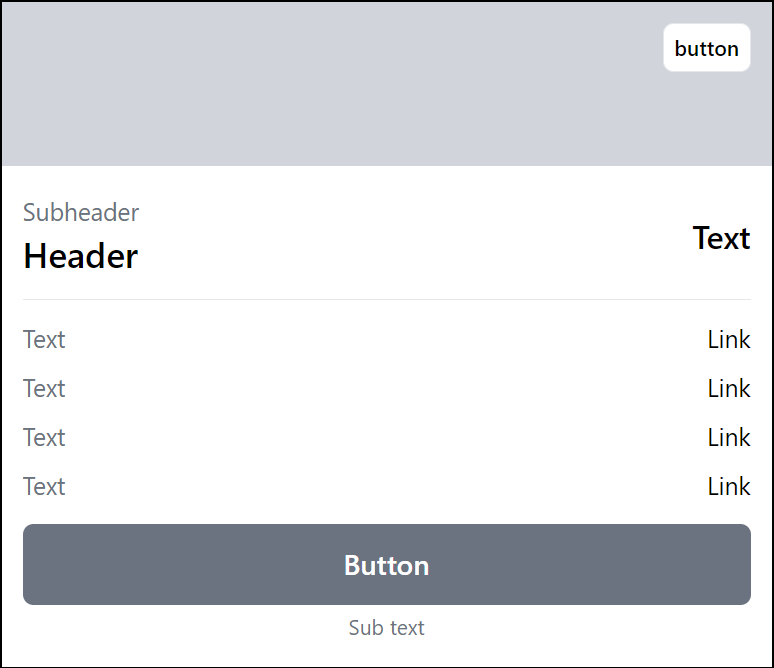 button
Subheader
Header
Text
Text Link
Text Link
Text Link
Text Link
Button
Sub text